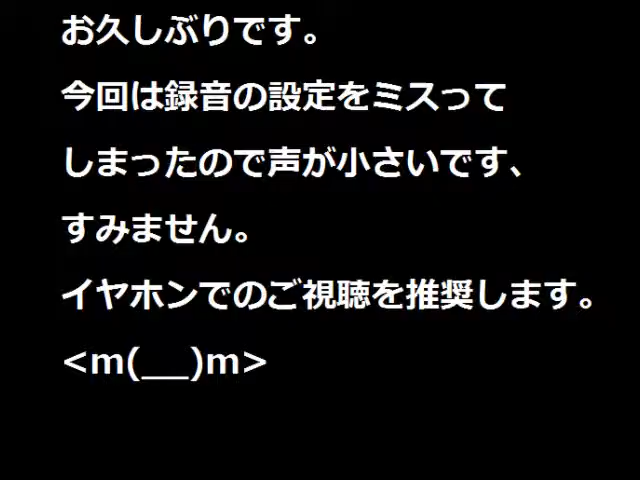 お久しぶりです。
今回は録音の設定をミスって
しまったので声が小さいです、
すみません。
イヤホンでのご視聴を推奨します。
<m(__)m>